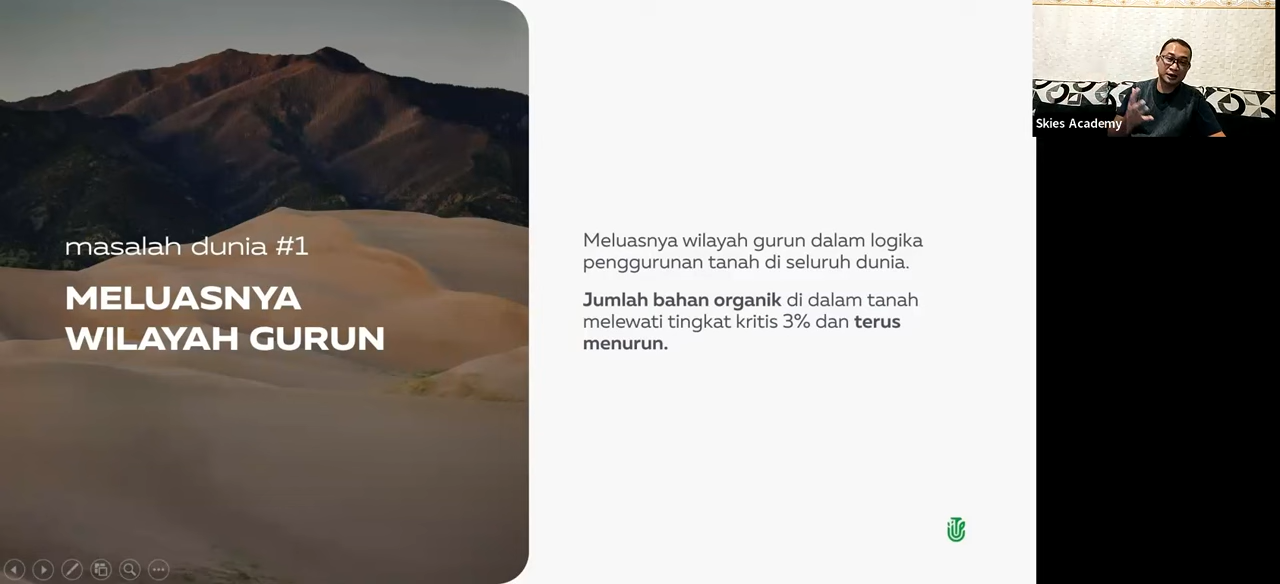 masalah dunia #1
MELUASNYA
WILAYAH GURUN
Meluasnya wilayah gurun dalam logika
penggurunan tanah di seluruh dunia.
Jumlah bahan organik di dalam tanah
melewati tingkat kritis 3% dan terus
menurun.
Skies Academy